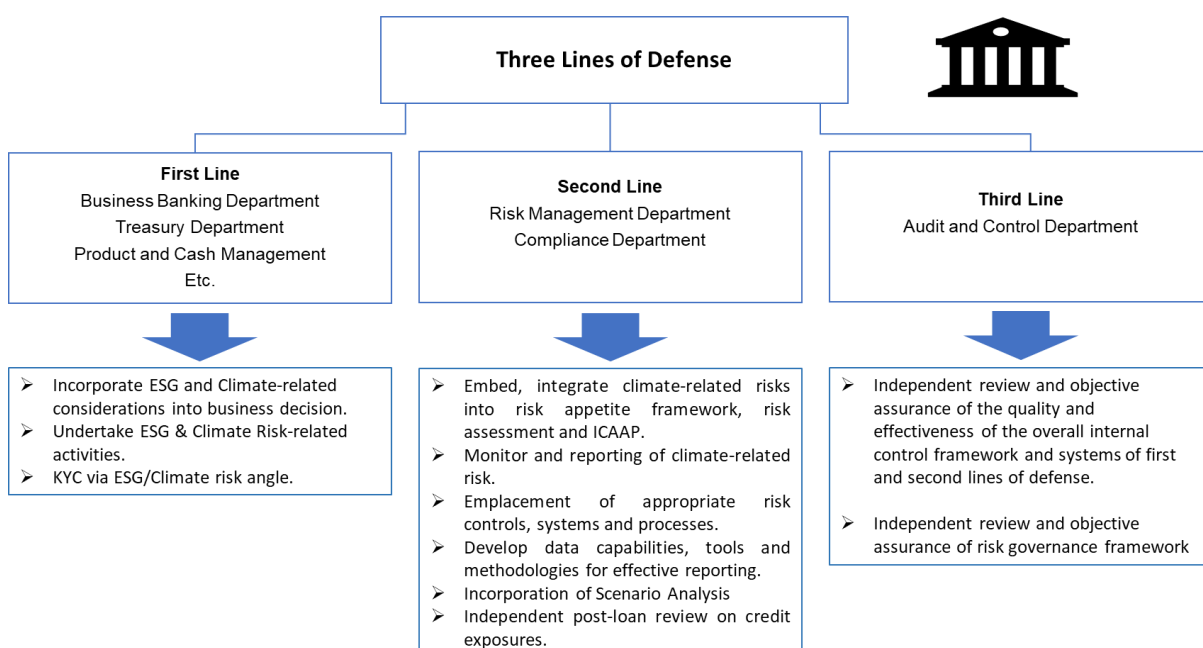 Three Lines of Defense
First Line
Business Banking Department
Treasury Department
Product and Cash Management
Etc.
Second Line
Risk Management Department
Compliance Department
Third Line
Audit and Control Department
➢ Incorporate ESG and Climate-related
considerations into business decision.
➢ Undertake ESG & Climate Risk-related
activities.
➢ KYC via ESG/Climate risk angle.
➢ Embed, integrate climate-related risks
into risk appetite framework, risk
assessment and ICAAP.
➢ Monitor and reporting of climate-related
risk.
➢ Emplacement of appropriate risk
controls, systems and processes.
➢ Develop data capabilities, tools and
methodologies for effective reporting.
➢ Incorporation of Scenario Analysis
➢ Independent post-loan review on credit
exposures.
➢ Independent review and objective
assurance of the quality and
effectiveness of the overall internal
control framework and systems of first
and second lines of defense.
➢ Independent review and objective
assurance of risk governance framework